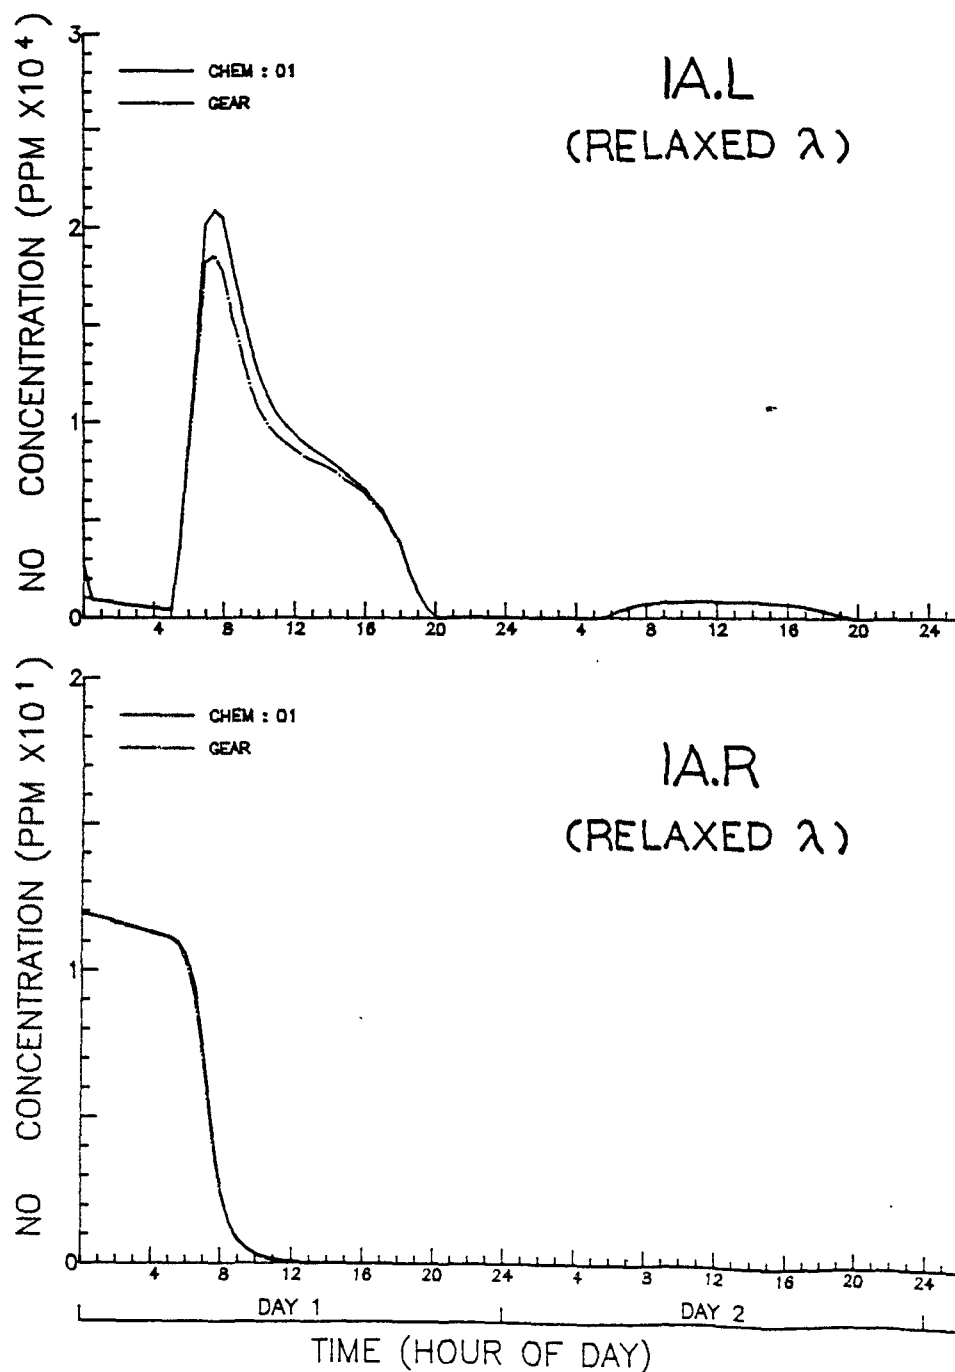 NO CONCENTRATION (PPM X10⁴)
3
2
1
0
CHEM : 01
GEAR
IA.L
(RELAXED λ)
4 8 12 16 20 24 4 8 12 16 20 24
NO CONCENTRATION (PPM X10¹)
2
1
0
CHEM : 01
GEAR
IA.R
(RELAXED λ)
4 8 12 16 20 24 4 8 12 16 20 24
DAY 1 DAY 2
TIME (HOUR OF DAY)